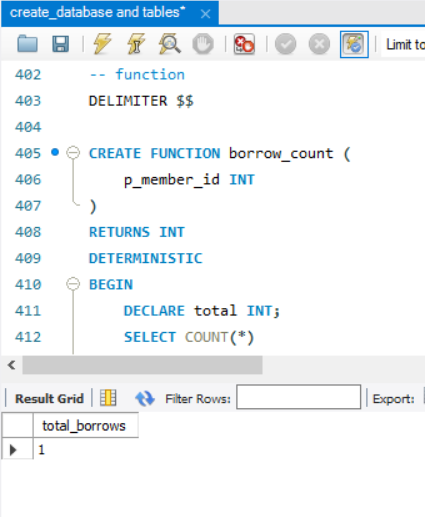 create_database and tables*
Limit to
402 -- function
403 DELIMITER $$
404
405 CREATE FUNCTION borrow_count (
406 p_member_id INT
407 )
408 RETURNS INT
409 DETERMINISTIC
410 BEGIN
411 DECLARE total INT;
412 SELECT COUNT(*)
Result Grid Filter Rows: Export:
total_borrows
1